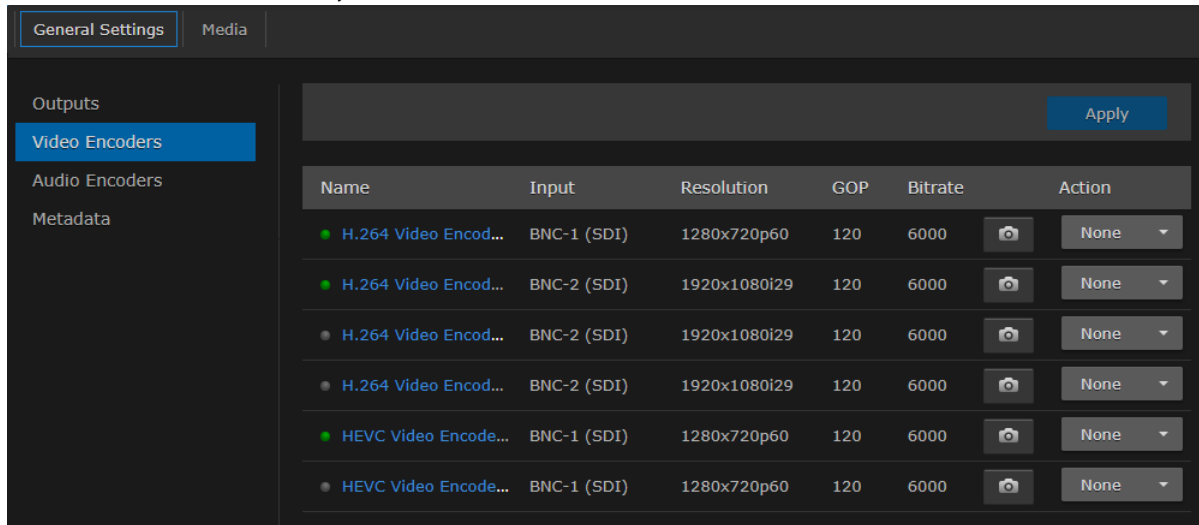 General Settings Media
Outputs
Apply
Video Encoders
Audio Encoders
Name Input Resolution GOP Bitrate Action
Metadata
H.264 Video Encod... BNC-1 (SDI) 1280x720p60 120 6000 None
H.264 Video Encod... BNC-2 (SDI) 1920x1080i29 120 6000 None
H.264 Video Encod... BNC-2 (SDI) 1920x1080i29 120 6000 None
H.264 Video Encod... BNC-2 (SDI) 1920x1080i29 120 6000 None
HEVC Video Encode... BNC-1 (SDI) 1280x720p60 120 6000 None
HEVC Video Encode... BNC-1 (SDI) 1280x720p60 120 6000 None